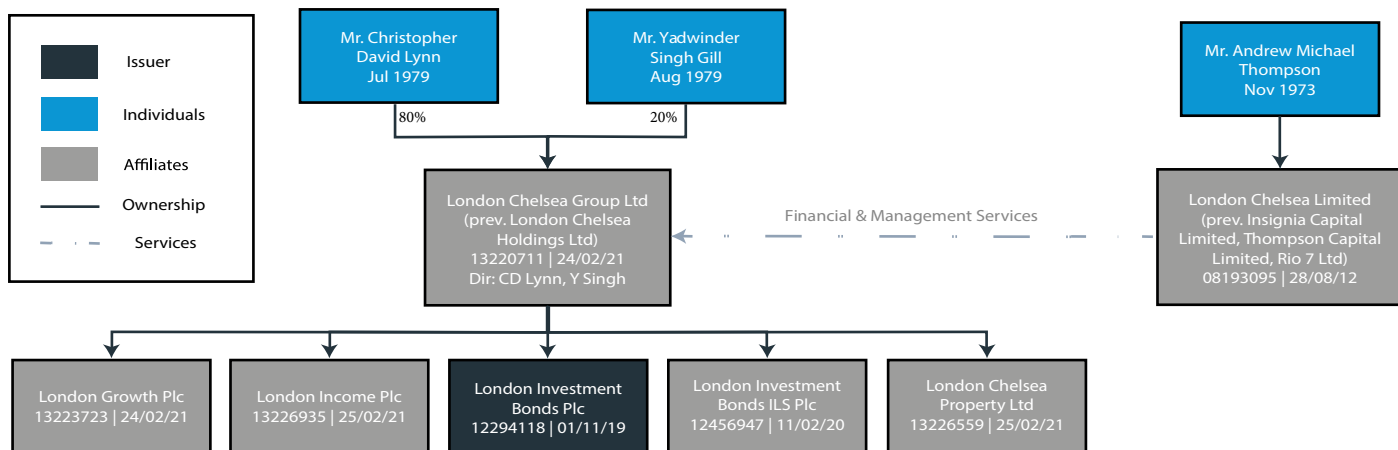 Issuer
Individuals
Affiliates
Ownership
Services
Mr. Christopher
David Lynn
Jul 1979
Mr. Yadwinder
Singh Gill
Aug 1979
Mr. Andrew Michael
Thompson
Nov 1973
80%
20%
London Chelsea Group Ltd
(prev. London Chelsea
Holdings Ltd)
13220711 | 24/02/21
Dir: CD Lynn, Y Singh
Financial & Management Services
London Chelsea Limited
(prev. Insignia Capital
Limited, Thompson Capital
Limited, Rio 7 Ltd)
08193095 | 28/08/12
London Growth Plc
13223723 | 24/02/21
London Income Plc
13226935 | 25/02/21
London Investment
Bonds Plc
12294118 | 01/11/19
London Investment
Bonds ILS Plc
12456947 | 11/02/20
London Chelsea
Property Ltd
13226559 | 25/02/21